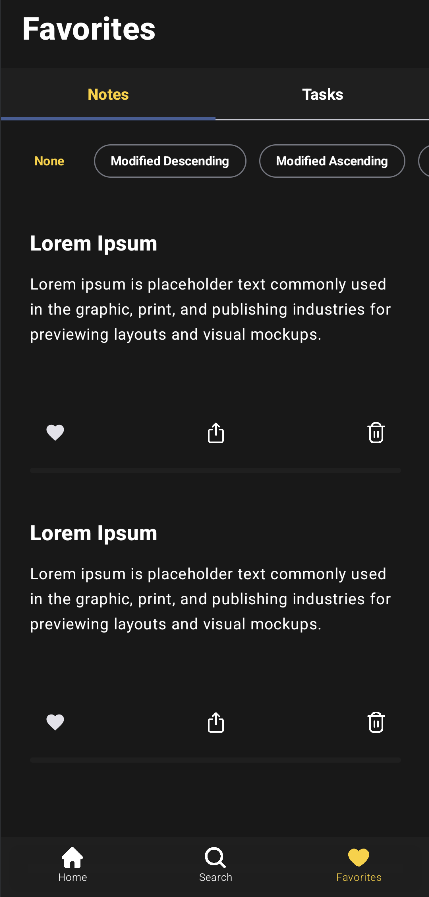 Favorites
Notes
Tasks
None
Modified Descending
Modified Ascending
Lorem Ipsum
Lorem ipsum is placeholder text commonly used
in the graphic, print, and publishing industries for
previewing layouts and visual mockups.
Lorem Ipsum
Lorem ipsum is placeholder text commonly used
in the graphic, print, and publishing industries for
previewing layouts and visual mockups.
Home
Search
Favorites